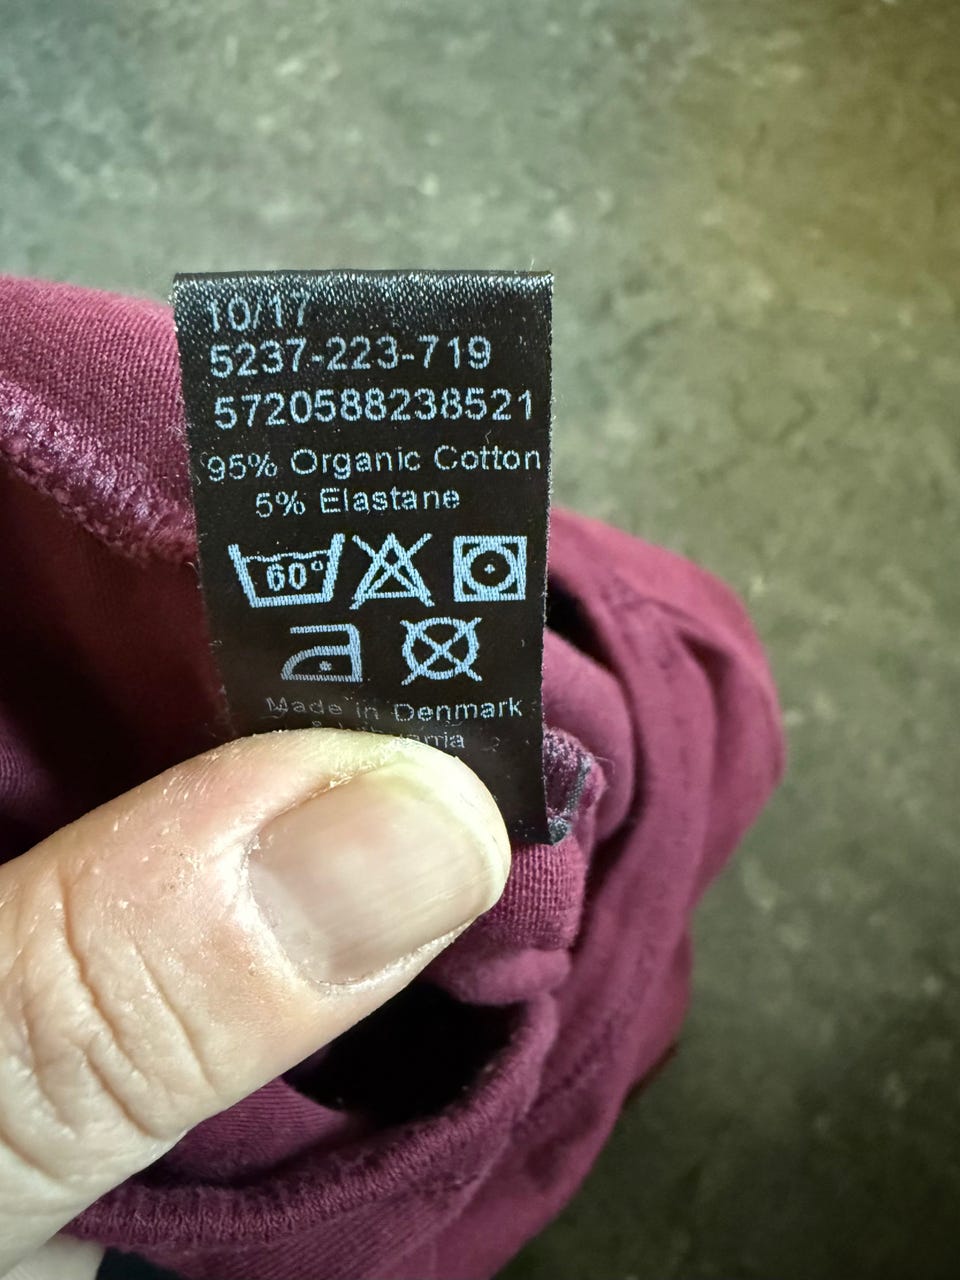 10/17
5237-223-719
5720588238521
95% Organic Cotton
5% Elastane
60°
Made in Denmark
&